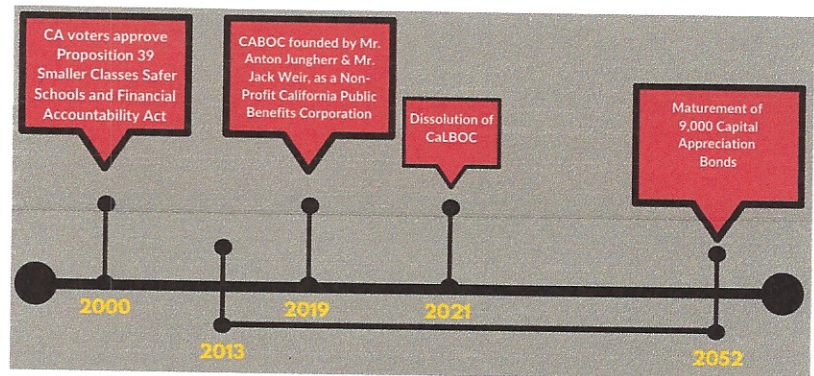 CA voters approve
Proposition 39
Smaller Classes Safer
Schools and Financial
Accountability Act
CABOC founded by Mr.
Anton Jungherr & Mr.
Jack Weir, as a Non-
Profit California Public
Benefits Corporation
Dissolution of
CaLBOC
Maturement of
9,000 Capital
Appreciation
Bonds
2000
2019
2021
2013
2052